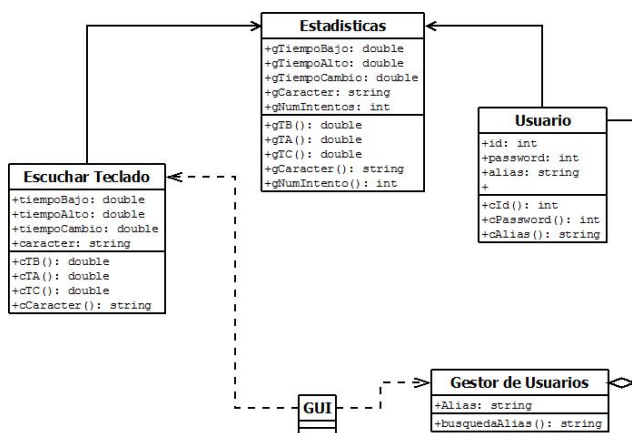 Estadisticas
+gTiempoBajo: double
+gTiempoAlto: double
+gTiempoCambio: double
+gCaracter: string
+gNumIntentos: int
+gTB(): double
+gTA(): double
+gTC(): double
+gCaracter(): string
+gNumIntento(): int
Usuario
+id: int
+password: int
+alias: string
+
+cId(): int
+cPassword(): int
+cAlias(): string
Escuchar Teclado
+tiempoBajo: double
+tiempoAlto: double
+tiempoCambio: double
+caracter: string
+cTB(): double
+cTA(): double
+cTC(): double
+cCaracter(): string
GUI
Gestor de Usuarios
+Alias: string
+busquedaAlias(): string